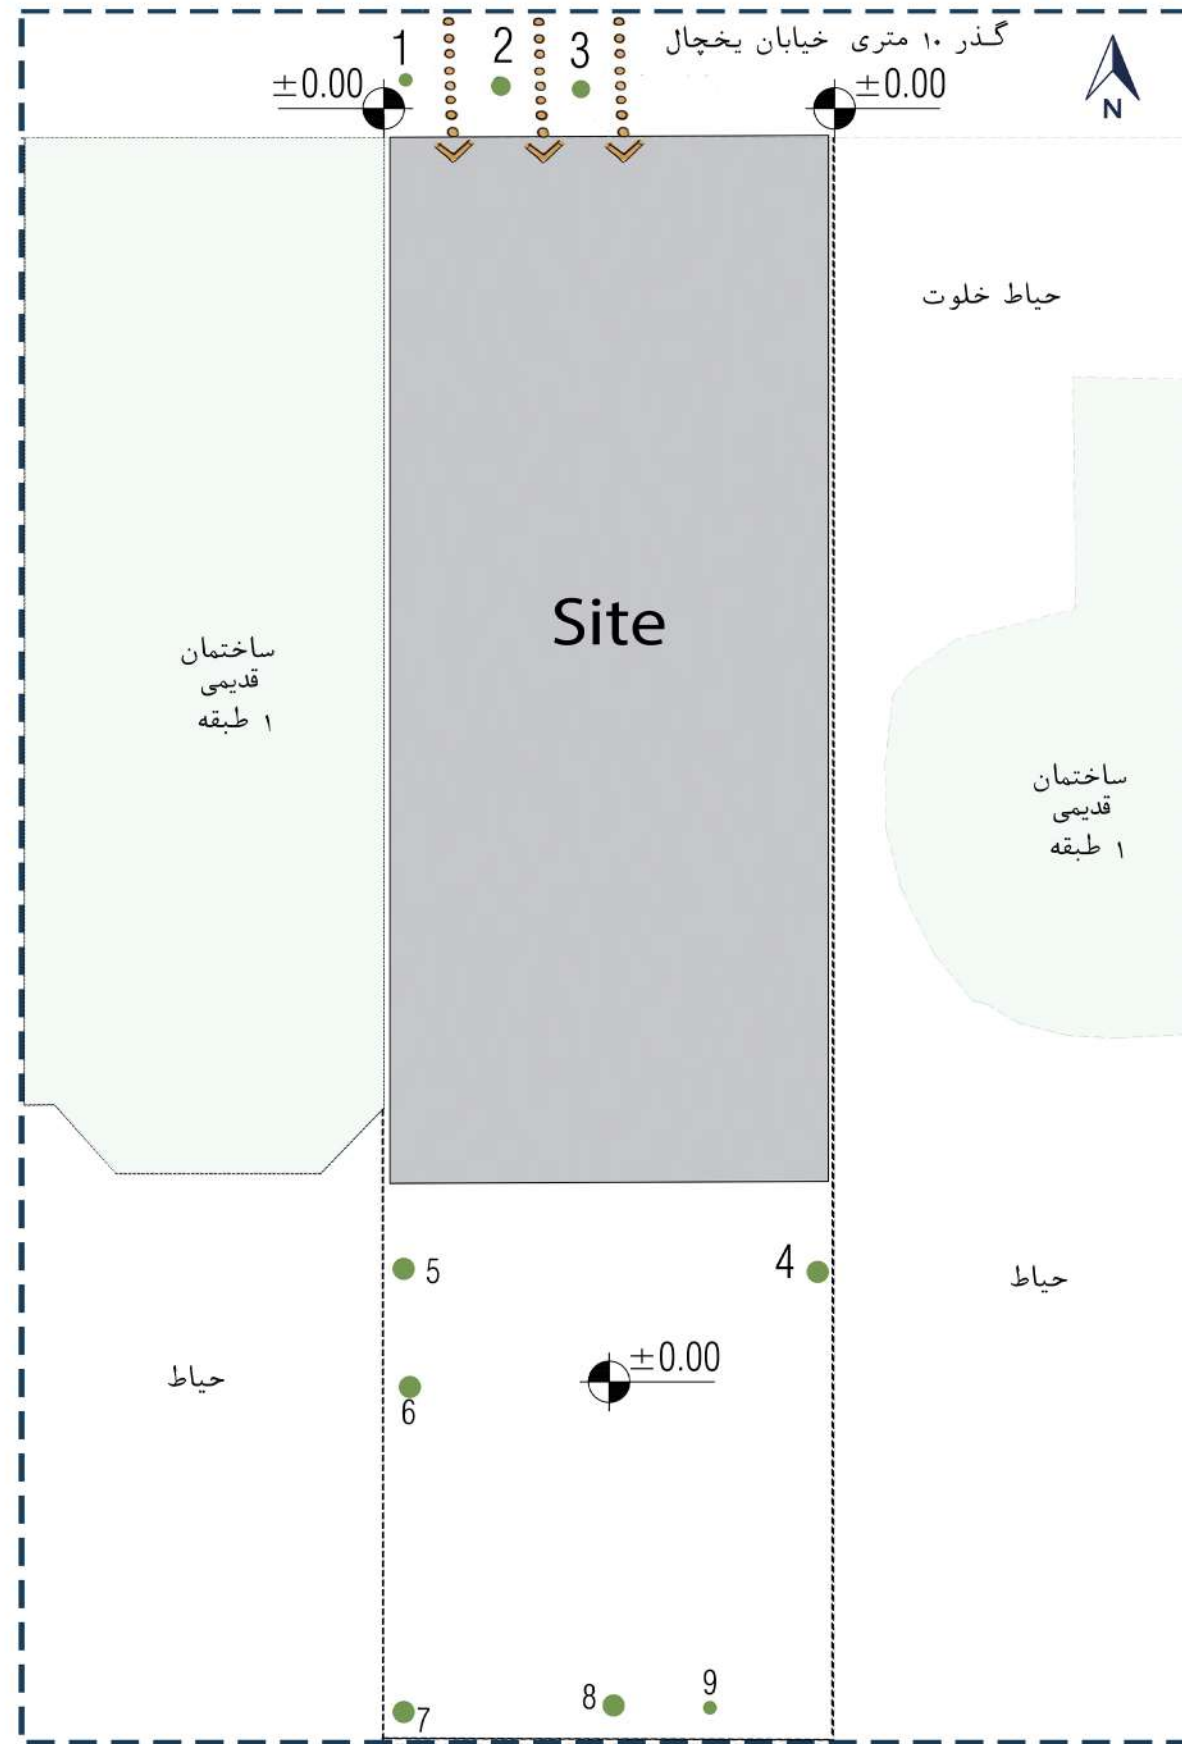 گذر ۱۰ متری خیابان یخچال
1
2
3
±0.00
±0.00
N
حیاط خلوت
Site
ساختمان
قدیمی
۱ طبقه
ساختمان
قدیمی
۱ طبقه
5
4
حیاط
±0.00
حیاط
6
9
8
7